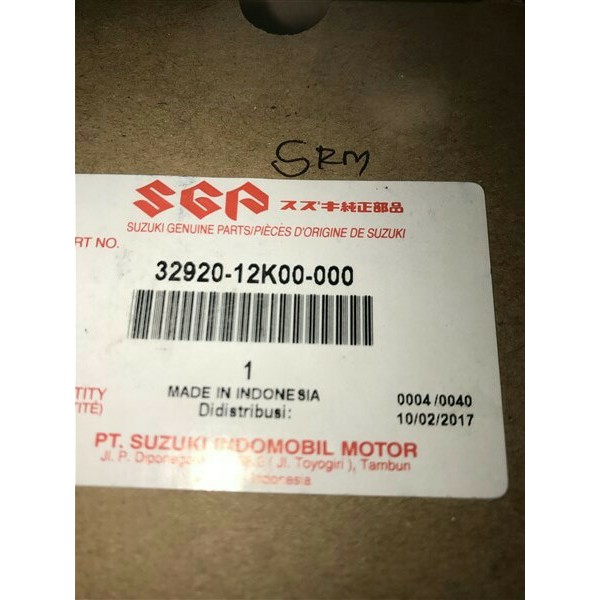 SRM
SGP スズキ純正部品
SUZUKI GENUINE PARTS/PIÈCES D'ORIGINE DE SUZUKI
RT NO.
32920-12K00-000
1
MADE IN INDONESIA
0004/0040
TITY
TITÉ)
Didistribusi:
10/02/2017
PT. SUZUKI INDOMOBIL MOTOR
Jl. P. ( Jl. Toyogiri ), Tambun